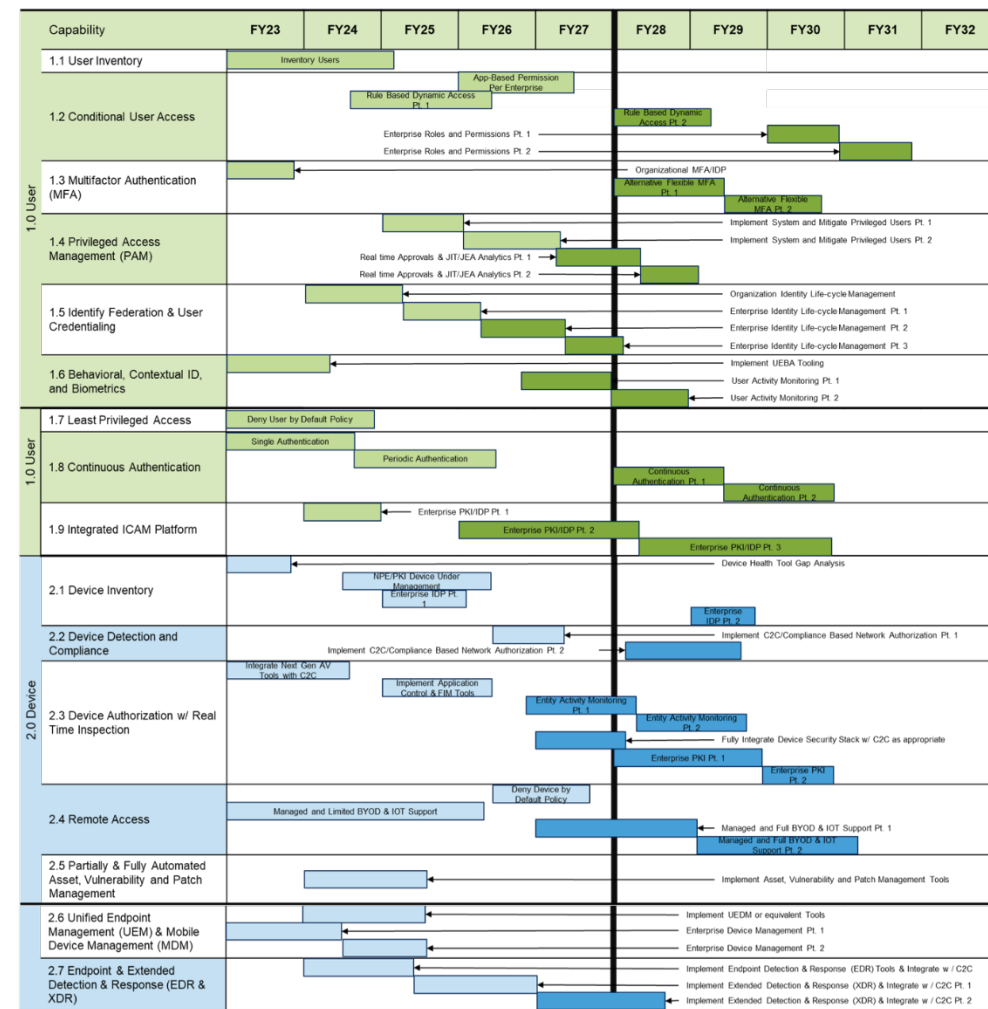 Capability FY23 FY24 FY25 FY26 FY27 FY28 FY29 FY30 FY31 FY32
1.0 User
1.1 User Inventory
Inventory Users
1.2 Conditional User Access
App-Based Permission
Per Enterprise
Rule Based Dynamic Access
Pt. 1
Rule Based Dynamic
Access Pt. 2
Enterprise Roles and Permissions Pt. 1
Enterprise Roles and Permissions Pt. 2
1.3 Multifactor Authentication
(MFA)
Organizational MFA/IDP
Alternative Flexible MFA
Pt. 1
Alternative Flexible
MFA Pt. 2
1.4 Privileged Access
Management (PAM)
Implement System and Mitigate Privileged Users Pt. 1
Implement System and Mitigate Privileged Users Pt. 2
Real time Approvals & JIT/JEA Analytics Pt. 1
Real time Approvals & JIT/JEA Analytics Pt. 2
1.5 Identify Federation & User
Credentialing
Organization Identity Life-cycle Management
Enterprise Identity Life-cycle Management Pt. 1
Enterprise Identity Life-cycle Management Pt. 2
Enterprise Identity Life-cycle Management Pt. 3
1.6 Behavioral, Contextual ID,
and Biometrics
Implement UEBA Tooling
User Activity Monitoring Pt. 1
User Activity Monitoring Pt. 2
1.0 User
1.7 Least Privileged Access
Deny User by Default Policy
1.8 Continuous Authentication
Single Authentication
Periodic Authentication
Continuous
Authentication Pt. 1
Continuous
Authentication Pt. 2
1.9 Integrated ICAM Platform
Enterprise PKI/IDP Pt. 1
Enterprise PKI/IDP Pt. 2
Enterprise PKI/IDP Pt. 3
2.0 Device
2.1 Device Inventory
Device Health Tool Gap Analysis
NPE/PKI Device Under
Management
Enterprise IDP Pt.
1
Enterprise
IDP Pt. 2
2.2 Device Detection and
Compliance
Implement C2C/Compliance Based Network Authorization Pt. 1
Implement C2C/Compliance Based Network Authorization Pt. 2
2.3 Device Authorization w/ Real
Time Inspection
Integrate Next Gen AV
Tools with C2C
Implement Application
Control & FIM Tools
Entity Activity Monitoring
Pt. 1
Entity Activity Monitoring
Pt. 2
Fully Integrate Device Security Stack w/ C2C as appropriate
Enterprise PKI Pt. 1
Enterprise PKI
Pt. 2
2.4 Remote Access
Deny Device by
Default Policy
Managed and Limited BYOD & IOT Support
Managed and Full BYOD & IOT Support Pt. 1
Managed and Full BYOD & IOT
Support Pt. 2
2.5 Partially & Fully Automated
Asset, Vulnerability and Patch
Management
Implement Asset, Vulnerability and Patch Management Tools
2.6 Unified Endpoint
Management (UEM) & Mobile
Device Management (MDM)
Implement UEDM or equivalent Tools
Enterprise Device Management Pt. 1
Enterprise Device Management Pt. 2
2.7 Endpoint & Extended
Detection & Response (EDR &
XDR)
Implement Endpoint Detection & Response (EDR) Tools & Integrate w / C2C
Implement Extended Detection & Response (XDR) & Integrate w / C2C Pt. 1
Implement Extended Detection & Response (XDR) & Integrate w / C2C Pt. 2